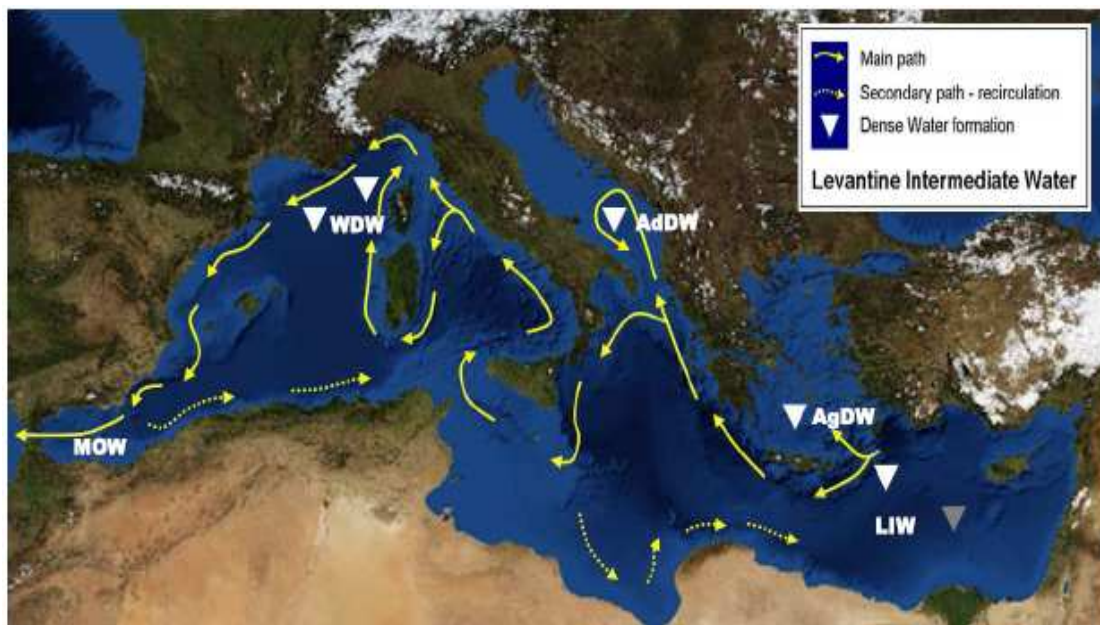 Main path
Secondary path - recirculation
Dense Water formation
Levantine Intermediate Water
WDW
AdDW
AgDW
MOW
LIW